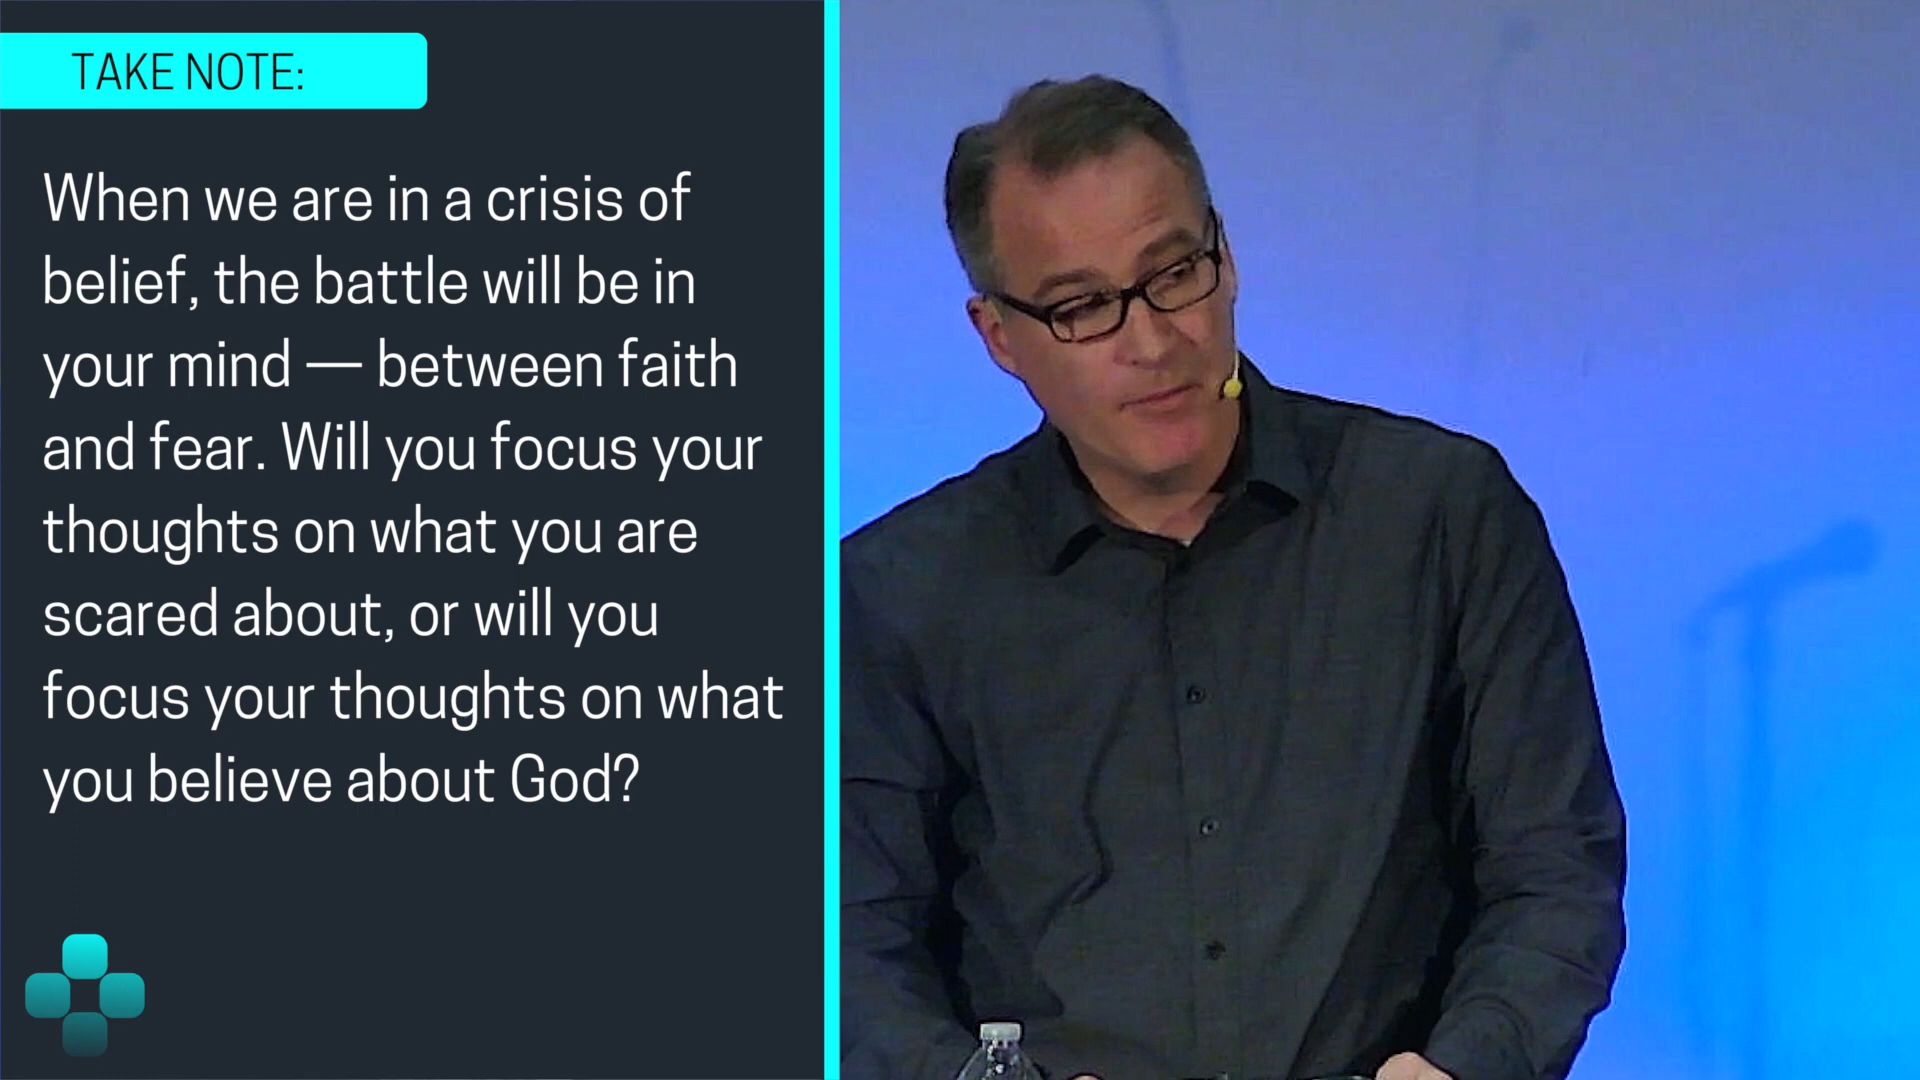 TAKE NOTE:
When we are in a crisis of
belief, the battle will be in
your mind — between faith
and fear. Will you focus your
thoughts on what you are
scared about, or will you
focus your thoughts on what
you believe about God?